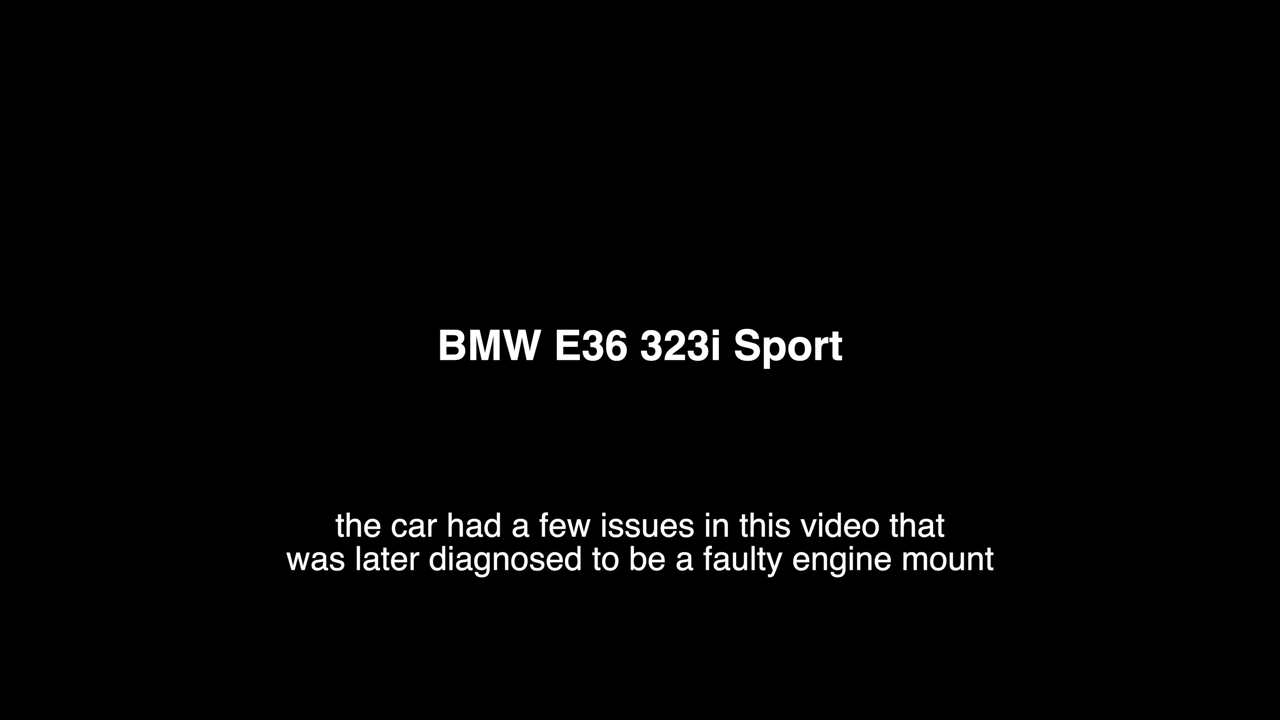 BMW E36 323i Sport
the car had a few issues in this video that
was later diagnosed to be a faulty engine mount